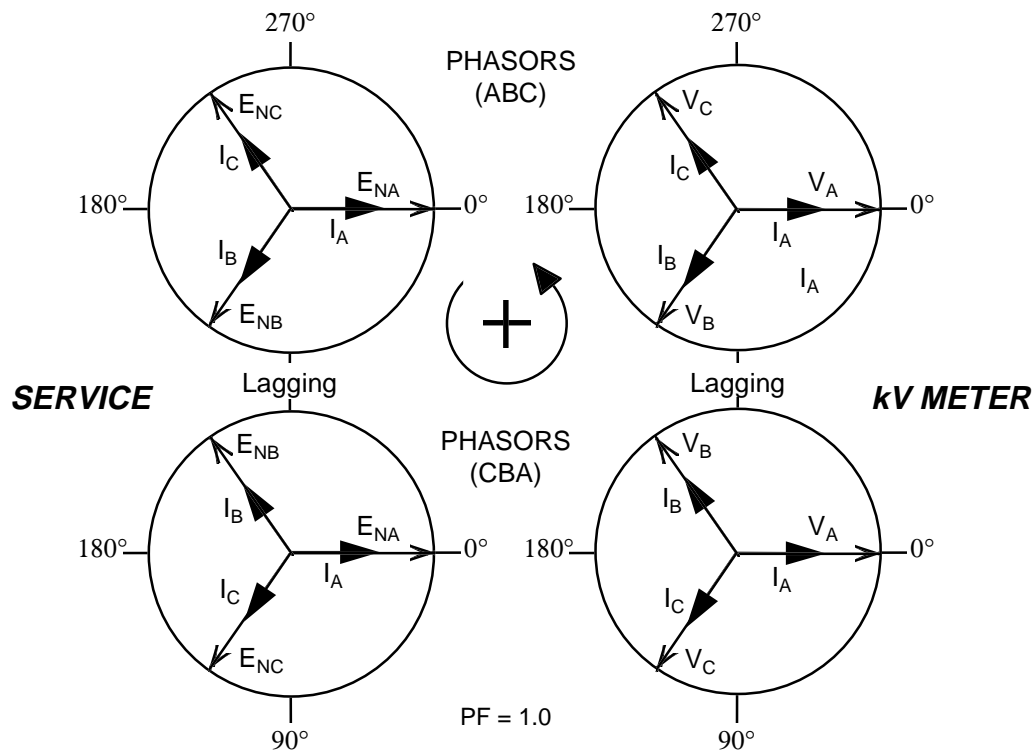 270°
270°
PHASORS
(ABC)
E_NC
I_C
E_NA
180°
0°
I_A
I_B
E_NB
V_C
I_C
V_A
180°
0°
I_A
I_B
I_A
V_B
+
Lagging
Lagging
SERVICE
kV METER
PHASORS
(CBA)
E_NB
I_B
E_NA
180°
0°
I_A
I_C
E_NC
V_B
I_B
V_A
180°
0°
I_A
I_C
V_C
PF = 1.0
90°
90°